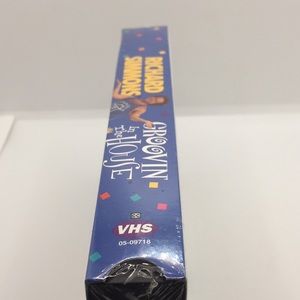 RICHARD
SIMMONS
GROOVIN'
in The HOUSE
VHS
05-09718